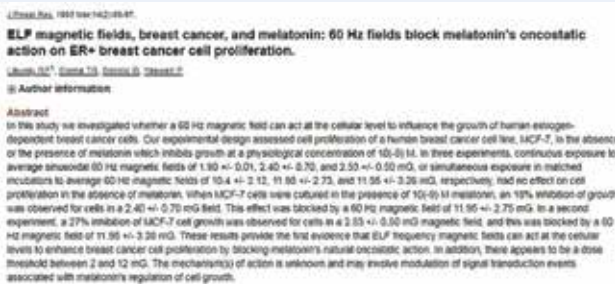 J Pineal Res. 1993 Mar;14(2):89-97.
ELF magnetic fields, breast cancer, and melatonin: 60 Hz fields block melatonin's oncostatic
action on ER+ breast cancer cell proliferation.
Author information
Abstract
In this study we investigated whether a 60 Hz magnetic field can act at the cellular level to influence the growth of human estrogen-
dependent breast cancer cells. Our experimental design assessed cell proliferation of a human breast cancer cell line, MCF-7, in the absence
or the presence of melatonin which inhibits growth at a physiological concentration of 10(-9) M. In three experiments, continuous exposure to
average sinusoidal 60 Hz magnetic fields of 1.90 +/- 0.01, 2.40 +/- 0.70, and 2.53 +/- 0.50 mG, or simultaneous exposure in matched
incubators to average 60 Hz magnetic fields of 10.4 +/- 2.12, 11.95 +/- 2.73, and 11.95 +/- 3.28 mG, respectively, had no effect on cell
proliferation in the absence of melatonin. When MCF-7 cells were cultured in the presence of 10(-9) M melatonin, an 18% inhibition of growth
was observed for cells in a 2.40 +/- 0.70 mG field. This effect was blocked by a 60 Hz magnetic field of 11.95 +/- 2.75 mG. In a second
experiment, a 27% inhibition of MCF-7 cell growth was observed for cells in a 2.53 +/- 0.50 mG magnetic field, and this was blocked by a 60
Hz magnetic field of 11.95 +/- 3.28 mG. These results provide the first evidence that ELF frequency magnetic fields can act at the cellular
levels to enhance breast cancer cell proliferation by blocking melatonin's natural oncostatic action. In addition, there appears to be a dose
threshold between 2 and 12 mG. The mechanism(s) of action is unknown and may involve modulation of signal transduction events
associated with melatonin's regulation of cell growth.